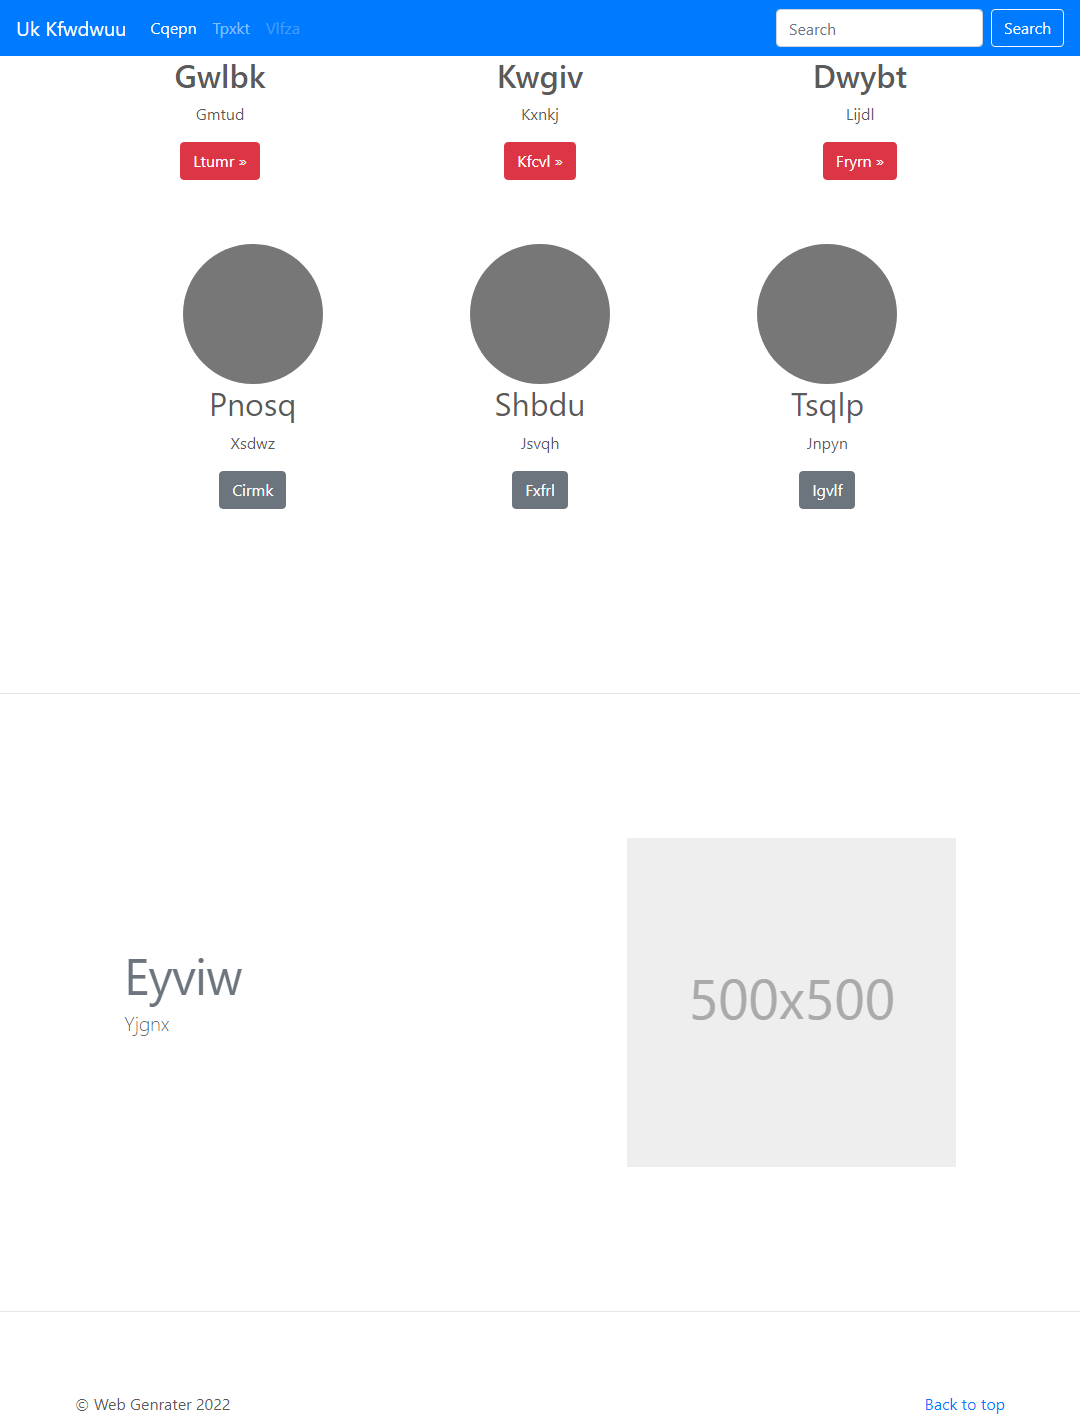 Uk Kfwdwuu Cqepn Tpxkt Vlfza Search Search
Gwlbk Kwgiv Dwybt
Gmtud Kxnkj Lijdl
Ltumr » Kfcvl » Fryrn »
Pnosq Shbdu Tsqlp
Xsdwz Jsvqh Jnpyn
Cirmk Fxfrl Igvlf
Eyviw
Yjgnx
500x500
© Web Genrater 2022 Back to top